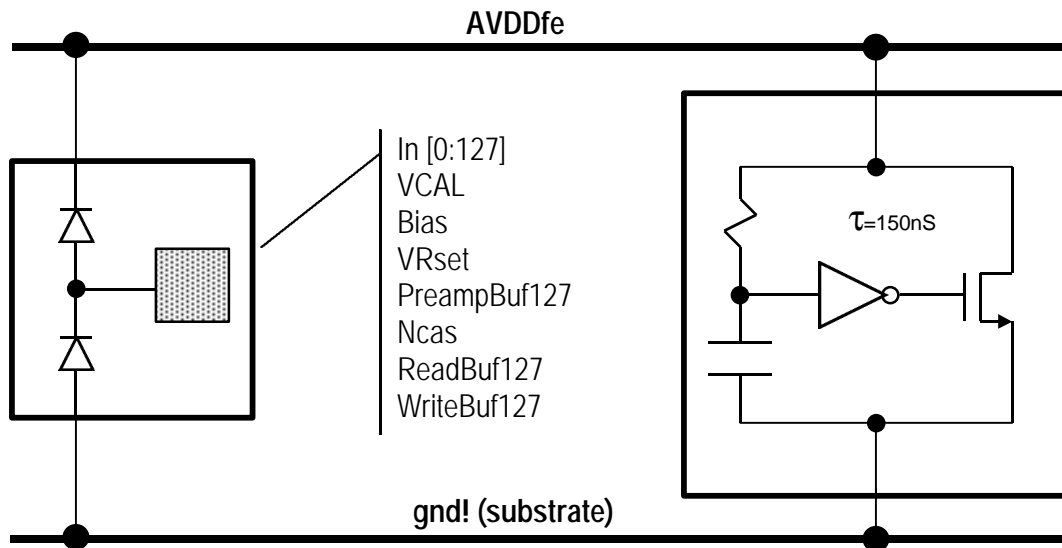 AVDDfe
In [0:127]
VCAL
Bias
VRset
PreampBuf127
Ncas
ReadBuf127
WriteBuf127
τ=150nS
gnd! (substrate)